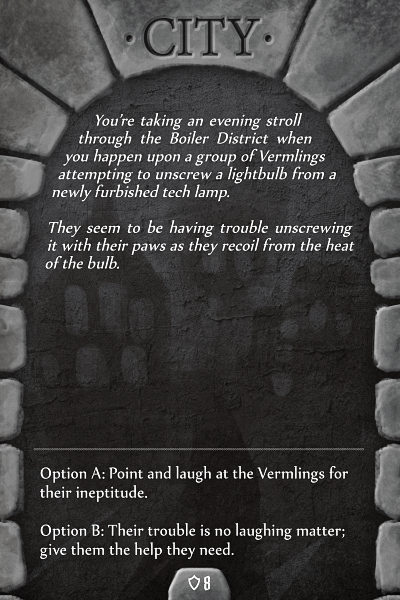 · CITY ·
You're taking an evening stroll
through the Boiler District when
you happen upon a group of Vermlings
attempting to unscrew a lightbulb from a
newly furbished tech lamp.
They seem to be having trouble unscrewing
it with their paws as they recoil from the heat
of the bulb.
Option A: Point and laugh at the Vermlings for
their ineptitude.
Option B: Their trouble is no laughing matter;
give them the help they need.
8